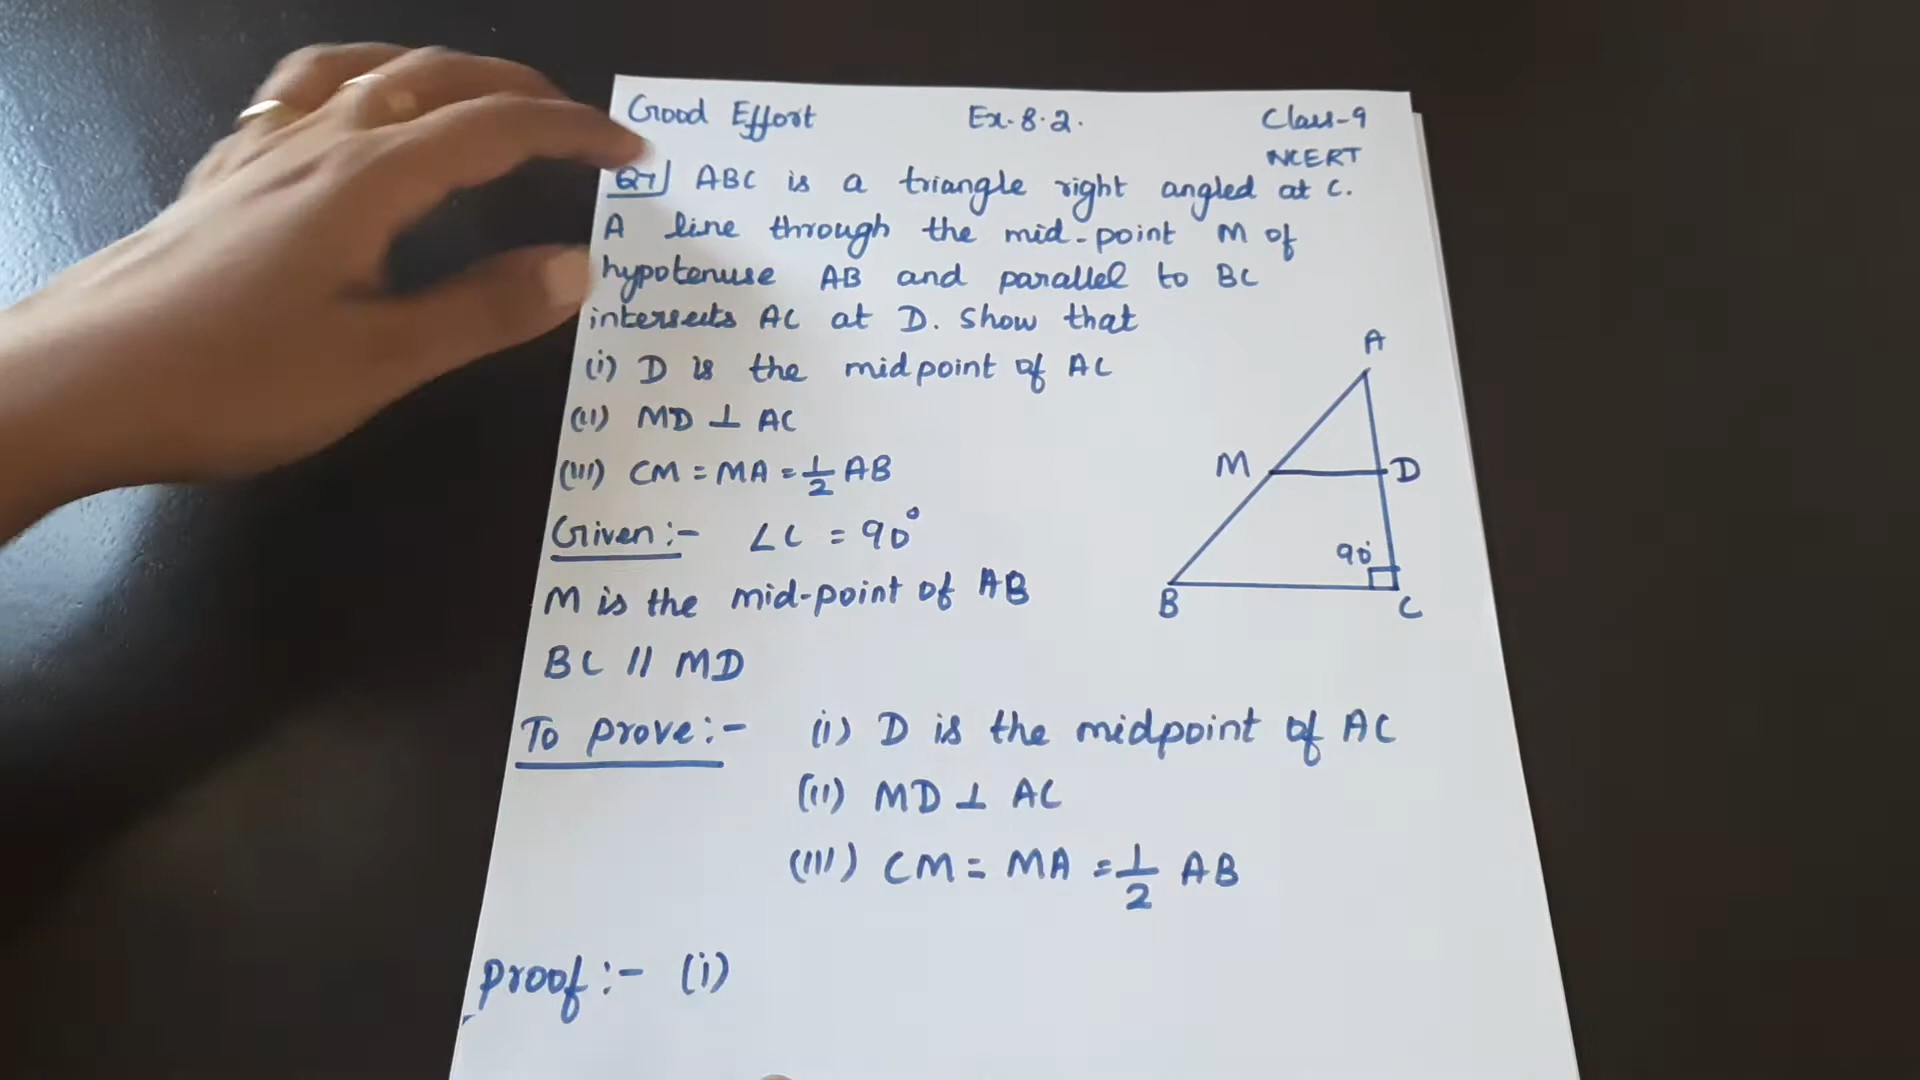 Good Effort Ex. 8.2. Class-9
NCERT
Q7) ABC is a triangle right angled at C.
A line through the mid-point M of
hypotenuse AB and parallel to BC
intersects AC at D. Show that
(i) D is the midpoint of AC
(ii) MD ⊥ AC
(iii) CM = MA = 1/2 AB
Given :- ∠C = 90°
M is the mid-point of AB
BC // MD
To prove :- (i) D is the midpoint of AC
(ii) MD ⊥ AC
(iii) CM = MA = 1/2 AB
Proof :- (i)
A
M D
90°
B C